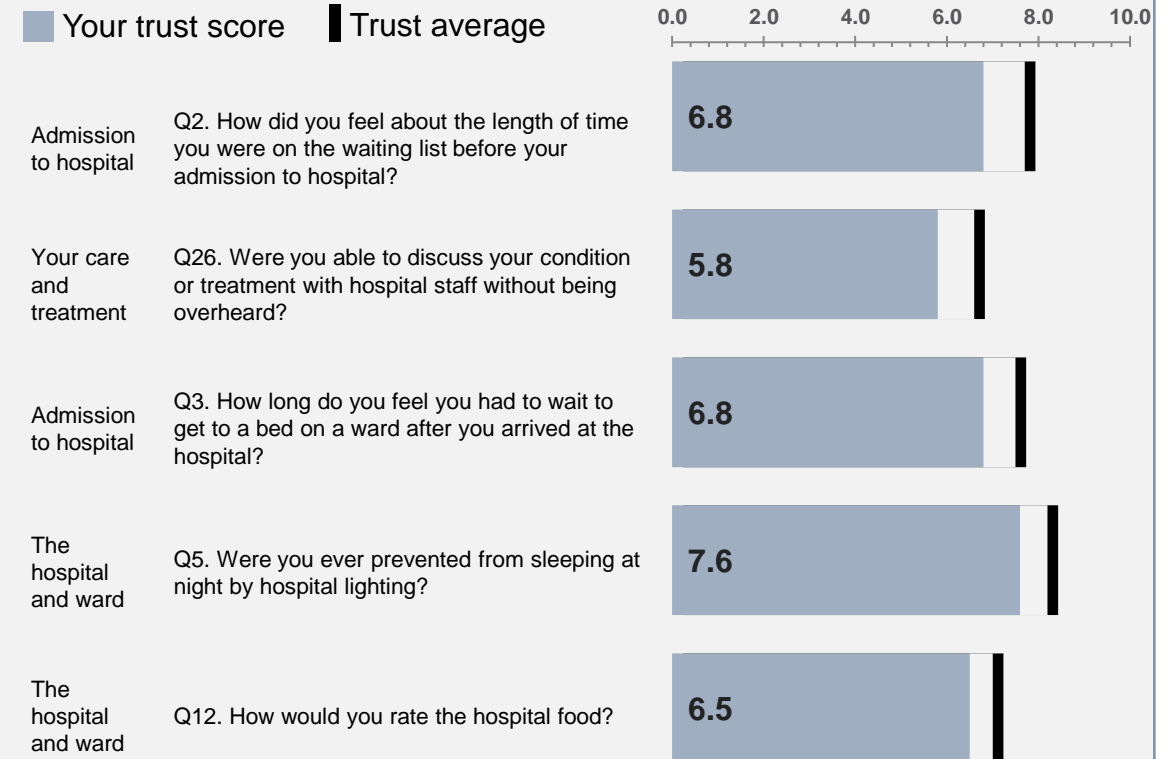 Your trust score
Trust average
0.0 2.0 4.0 6.0 8.0 10.0
Admission
to hospital
Q2. How did you feel about the length of time
you were on the waiting list before your
admission to hospital?
6.8
Your care
and
treatment
Q26. Were you able to discuss your condition
or treatment with hospital staff without being
overheard?
5.8
Admission
to hospital
Q3. How long do you feel you had to wait to
get to a bed on a ward after you arrived at the
hospital?
6.8
The
hospital
and ward
Q5. Were you ever prevented from sleeping at
night by hospital lighting?
7.6
The
hospital
and ward
Q12. How would you rate the hospital food?
6.5